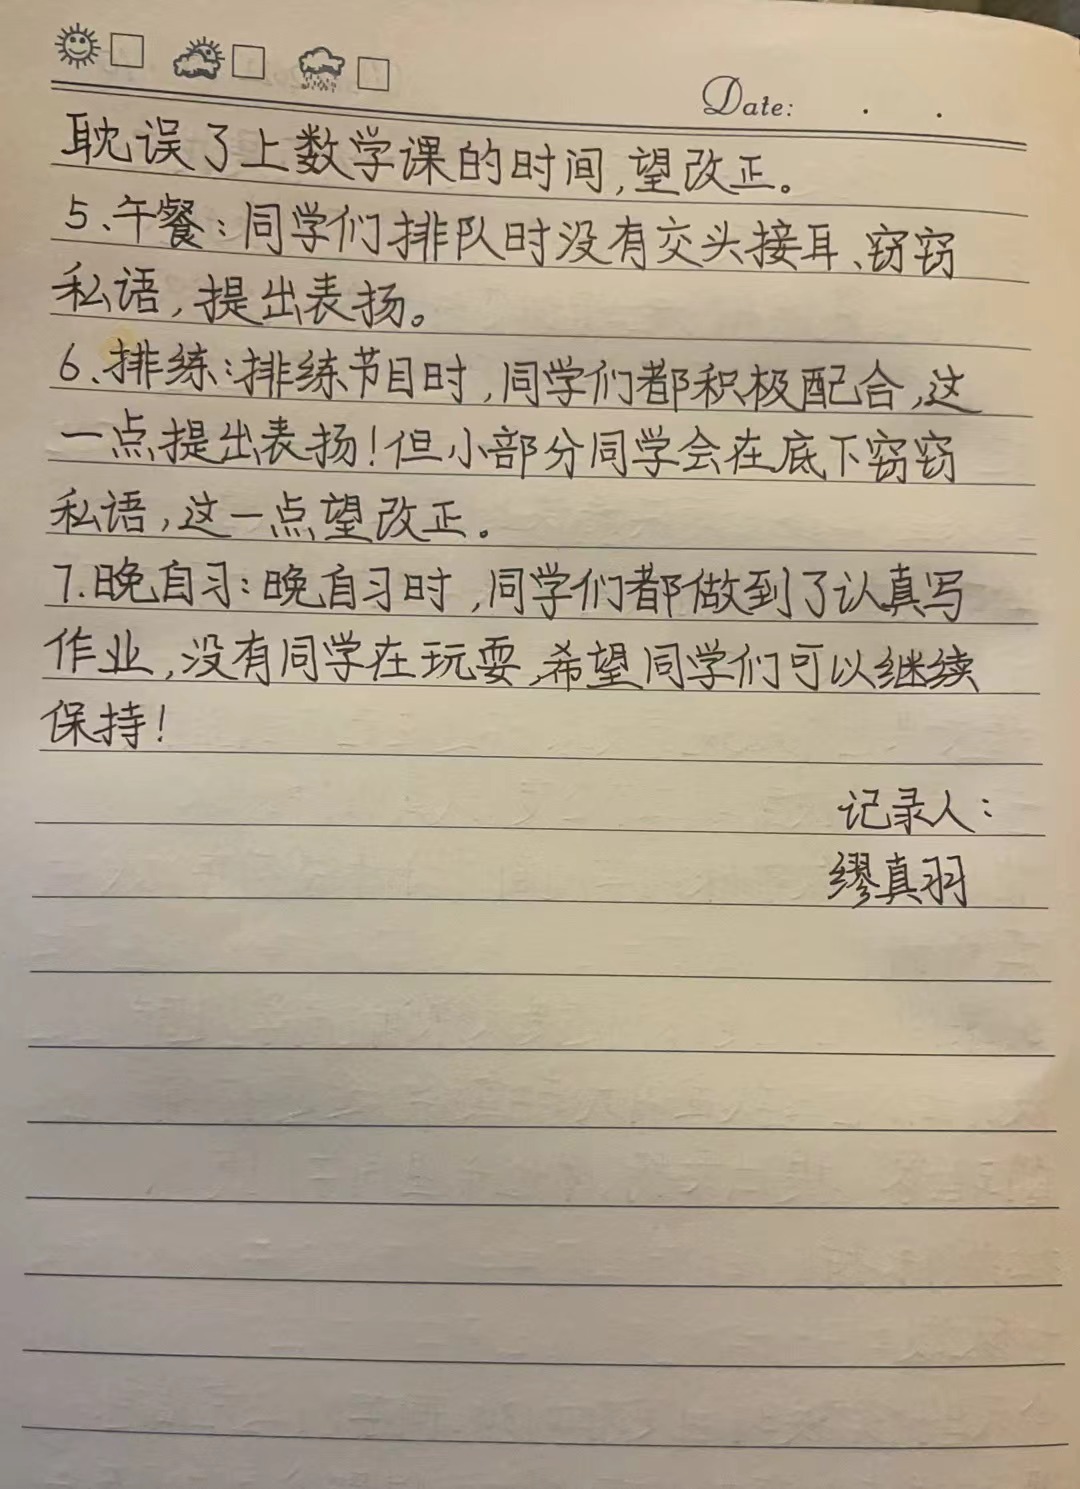 Date: . .
耽误了上数学课的时间,望改正。
5、午餐:同学们排队时没有交头接耳、窃窃
私语,提出表扬。
6、排练:排练节目时,同学们都积极配合,这
一点提出表扬!但小部分同学会在底下窃窃
私语,这一点望改正。
7.晚自习:晚自习时,同学们都做到了认真写
作业,没有同学在玩耍,希望同学们可以继续
保持!
记录人:
缪真羽